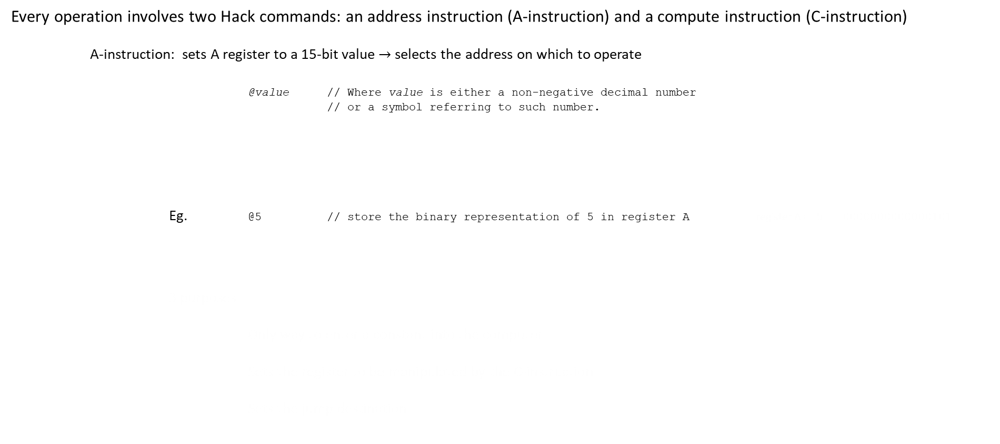 Every operation involves two Hack commands: an address instruction (A-instruction) and a compute instruction (C-instruction)
A-instruction: sets A register to a 15-bit value → selects the address on which to operate
@value // Where value is either a non-negative decimal number
// or a symbol referring to such number.
Eg. @5 // store the binary representation of 5 in register A